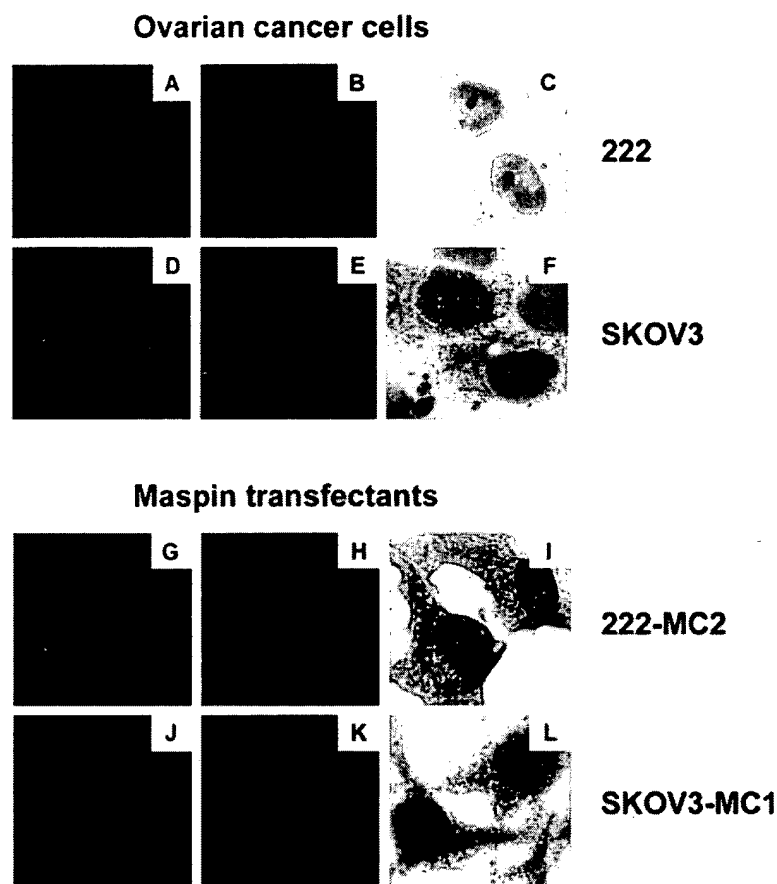 Ovarian cancer cells
A B C
222
D E F
SKOV3
Maspin transfectants
G H I
222-MC2
J K L
SKOV3-MC1